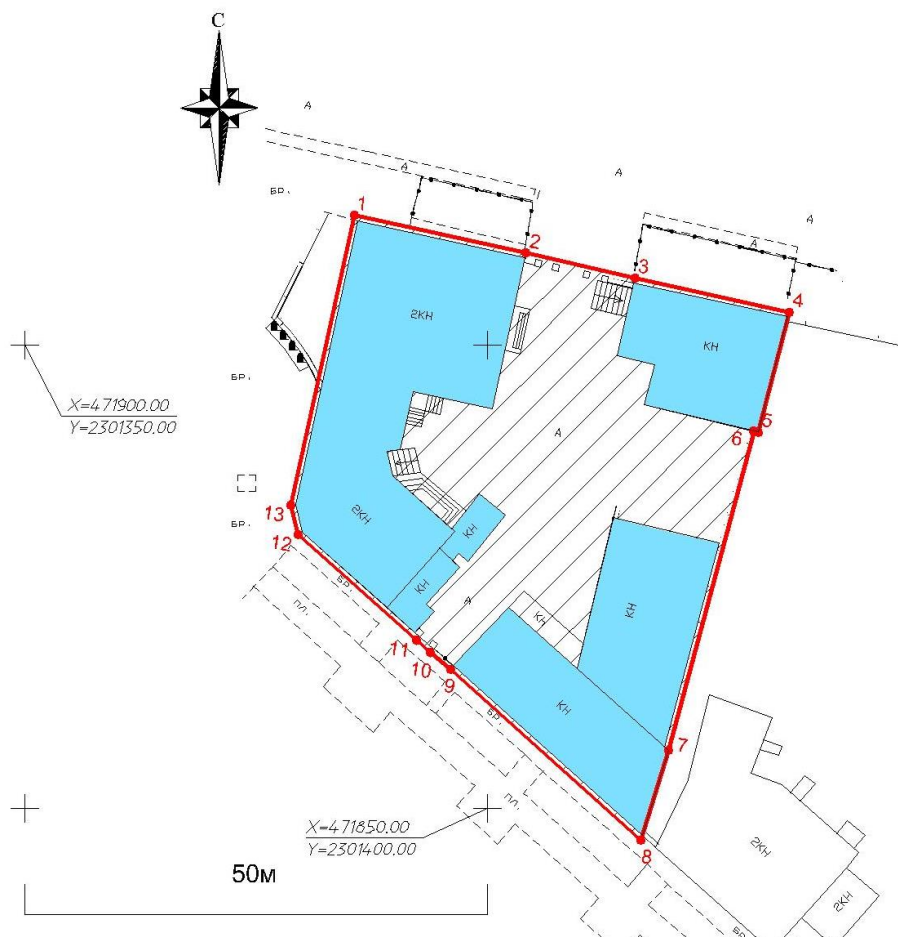 С
А
А
А
БР.
1
А
2
А
3
4
2КН
КН
БР.
X=471900.00
Y=2301350.00
5
6
А
13
БР.
12
2КН
КН
КН
А
БР.
ПЛ.
КН
КН
11
10
9
БР.
КН
7
ПЛ.
X=471850.00
Y=2301400.00
8
2КН
50м
2КН
БР.